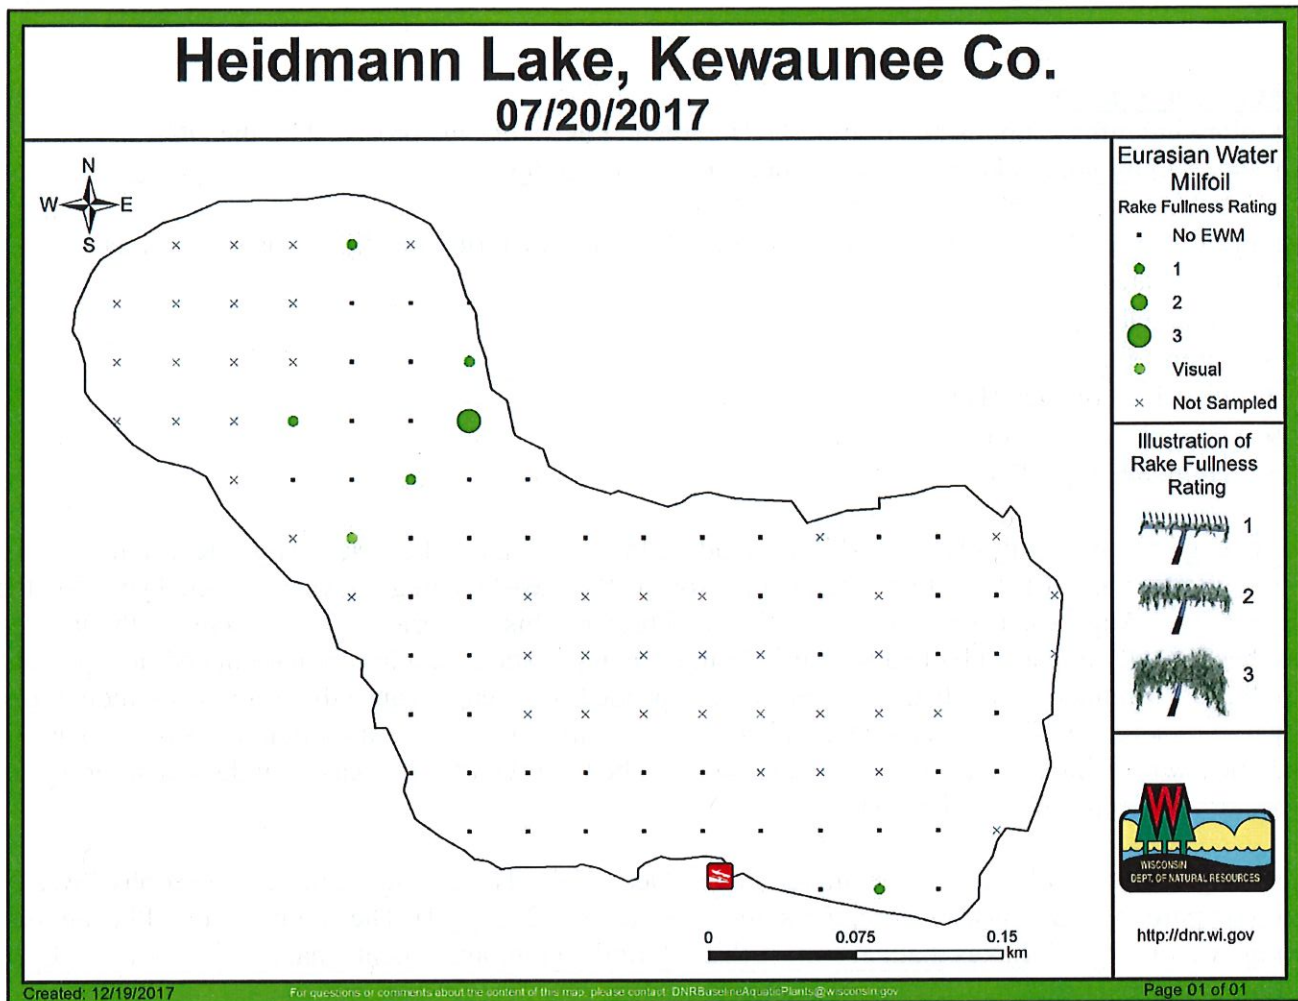 Heidmann Lake, Kewaunee Co.
07/20/2017
N
W E
S
Eurasian Water
Milfoil
Rake Fullness Rating
No EWM
1
2
3
Visual
Not Sampled
Illustration of
Rake Fullness
Rating
1
2
3
WISCONSIN
DEPT. OF NATURAL RESOURCES
http://dnr.wi.gov
0 0.075 0.15
km
Created: 12/19/2017
For questions or comments about the content of this map, please contact: DNRBaselineAquaticPlants@wisconsin.gov
Page 01 of 01